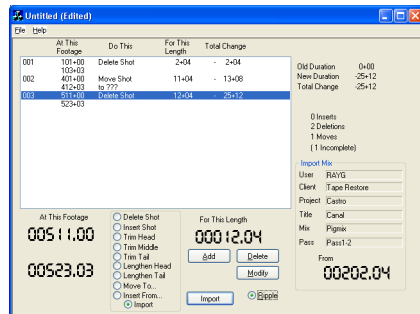 Untitled (Edited)
File Help
At This Footage Do This For This Length Total Change
001 101+00 Delete Shot 2+04 - 2+04
103+03
002 401+00 Move Shot 11+04 - 13+08
412+03 to ???
003 511+00 Delete Shot 12+04 - 25+12
523+03
Old Duration 0+00
New Duration -25+12
Total Change -25+12
0 Inserts
2 Deletions
1 Moves
( 1 Incomplete)
Import Mix
User RAYG
Client Tape Restore
Project Castro
Title Canal
Mix Pigmix
Pass Pass1-2
From
00202.04
At This Footage
00511.00
00523.03
Delete Shot
Insert Shot
Trim Head
Trim Middle
Trim Tail
Lengthen Head
Lengthen Tail
Move To...
Insert From...
Import
For This Length
00012.04
Add Delete
Modify
Import Ripple